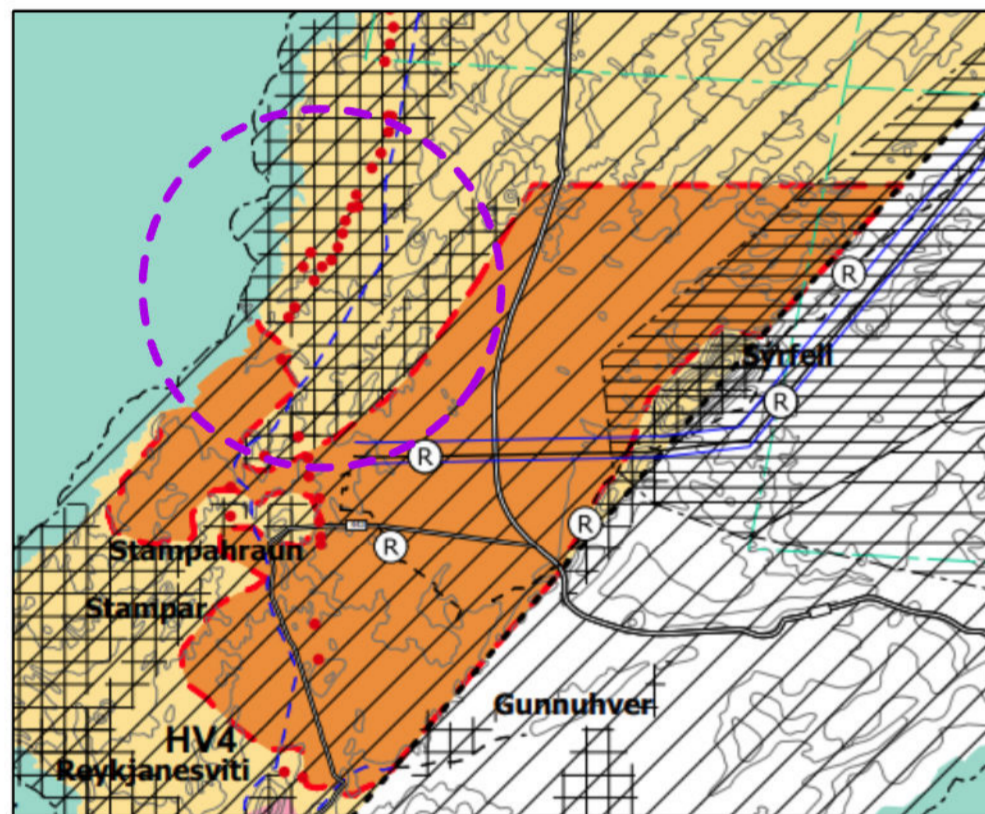 R
Sýrfell
R
R
R
R
Stampahraun
Stampar
Gunnuhver
HV4
Reykjanesviti